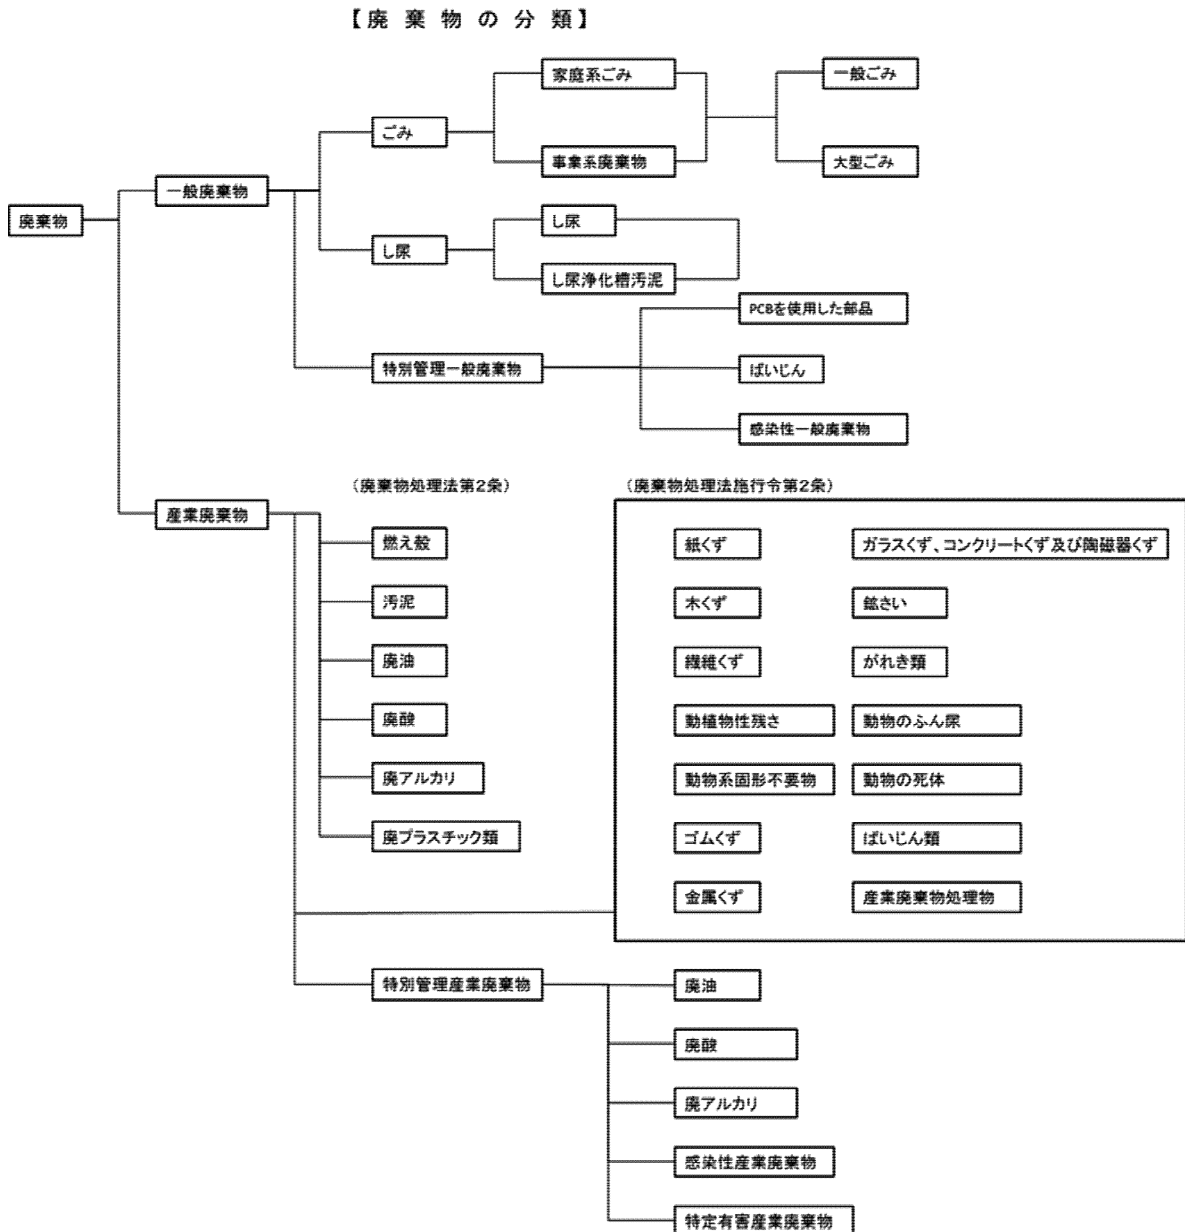 【廃 棄 物 の 分 類】
家庭系ごみ
一般ごみ
ごみ
事業系廃棄物
大型ごみ
一般廃棄物
廃棄物
し尿
し尿
し尿浄化槽汚泥
PCBを使用した部品
特別管理一般廃棄物
ばいじん
感染性一般廃棄物
（廃棄物処理法第2条）
（廃棄物処理法施行令第2条）
産業廃棄物
燃え殻
紙くず
ガラスくず、コンクリートくず及び陶磁器くず
汚泥
木くず
鉱さい
廃油
繊維くず
がれき類
廃酸
動植物性残さ
動物のふん尿
廃アルカリ
動物系固形不要物
動物の死体
廃プラスチック類
ゴムくず
ばいじん類
金属くず
産業廃棄物処理物
特別管理産業廃棄物
廃油
廃酸
廃アルカリ
感染性産業廃棄物
特定有害産業廃棄物